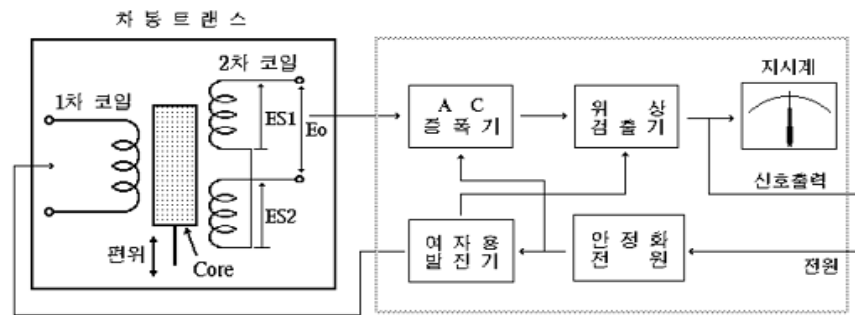 차 동 트 랜 스
1차 코일
2차 코일
ES1
Eo
ES2
편위
Core
A C
증 폭 기
위 상
검 출 기
지시계
신호출력
여 자 용
발 진 기
안 정 화
전 원
전원